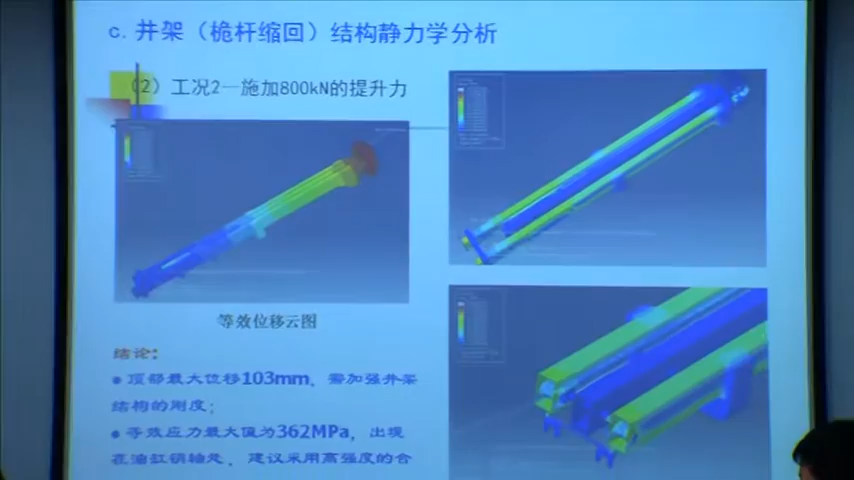 c. 井架（桅杆缩回）结构静力学分析
（2）工况2—施加800kN的提升力
等效位移云图
结论：
● 顶部最大位移103mm，需加强井架
结构的刚度；
● 等效应力最大值为362MPa，出现
在油缸销轴处，建议采用高强度的合